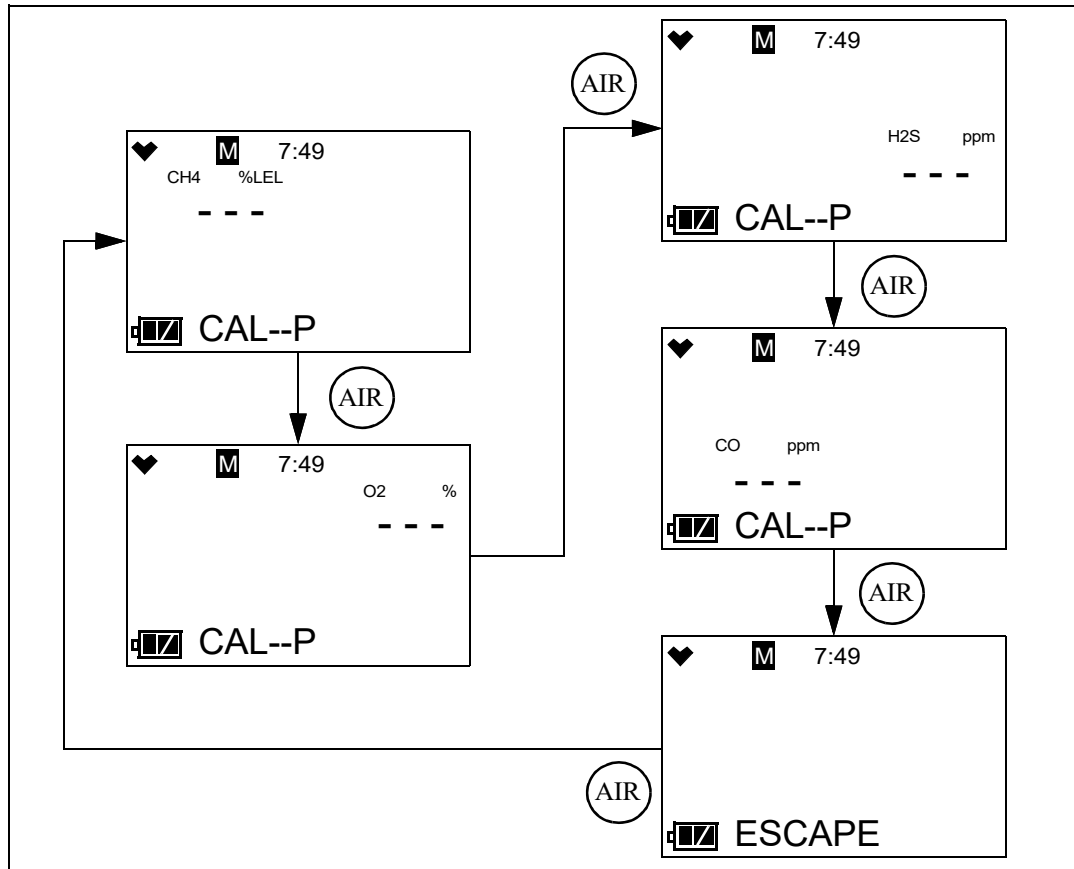 M 7:49
CH4 %LEL
- - -
CAL--P
AIR
M 7:49
O2 %
- - -
CAL--P
AIR
M 7:49
H2S ppm
- - -
CAL--P
AIR
M 7:49
CO ppm
- - -
CAL--P
AIR
M 7:49
ESCAPE
AIR